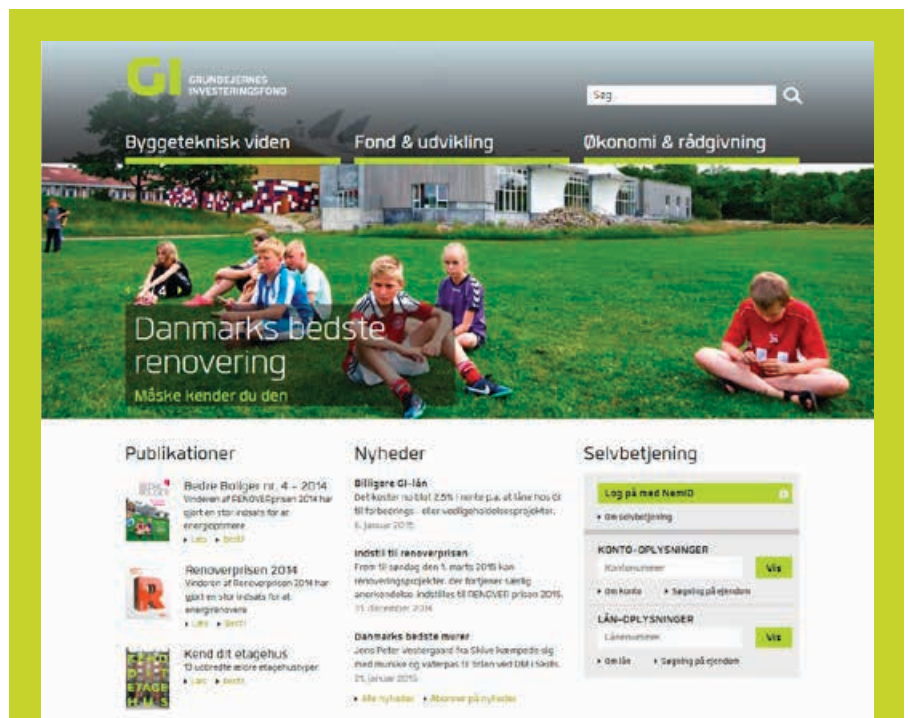 GI
GRUNDEJERNES
INVESTERINGSFOND
Søg
Byggeteknisk viden
Fond & udvikling
Økonomi & rådgivning
Danmarks bedste
renovering
Måske kender du den
Publikationer
Bedre Boliger nr. 4 - 2014
Vinderen af RENOVERprisen 2014 har
gjort en stor indsats for at
▸ Læs ▸ Bestil
Renoverprisen 2014
Vinderen af Renoverprisen 2014 har
gjort en stor indsats for at
energirenovere
▸ Læs ▸ Bestil
KEND
DIT
ETAGE
HUS
Kend dit etagehus
etagehustyper
▸ Læs ▸ Bestil
Nyheder
Billigere GI-lån
Det koster nu blot 2,5% i rente p.a. at låne hos GI
til forbedrings- eller vedligeholdelsesprojekter.
6. januar 2015
Indstil til renoverprisen
Frem til søndag den 1. marts 2015 kan
renoveringsprojekter, der fortjener særlig
anerkendelse indstilles til RENOVER prisen 2015.
december 2014
Danmarks bedste murer
Jens Peter Vestergaard fra Skive kæmpede sig
med murske og vaterpas til titlen ved DM i Skills.
21. januar 2015
▸ Alle nyheder ▸ Abonner på nyheder
Selvbetjening
Log på med NemID
▸ Om selvbetjening
KONTO-OPLYSNINGER
Kontonummer
Vis
▸ Om konto ▸ Søgning på ejendom
LÅN-OPLYSNINGER
Lånenummer
Vis
▸ Om lån ▸ Søgning på ejendom